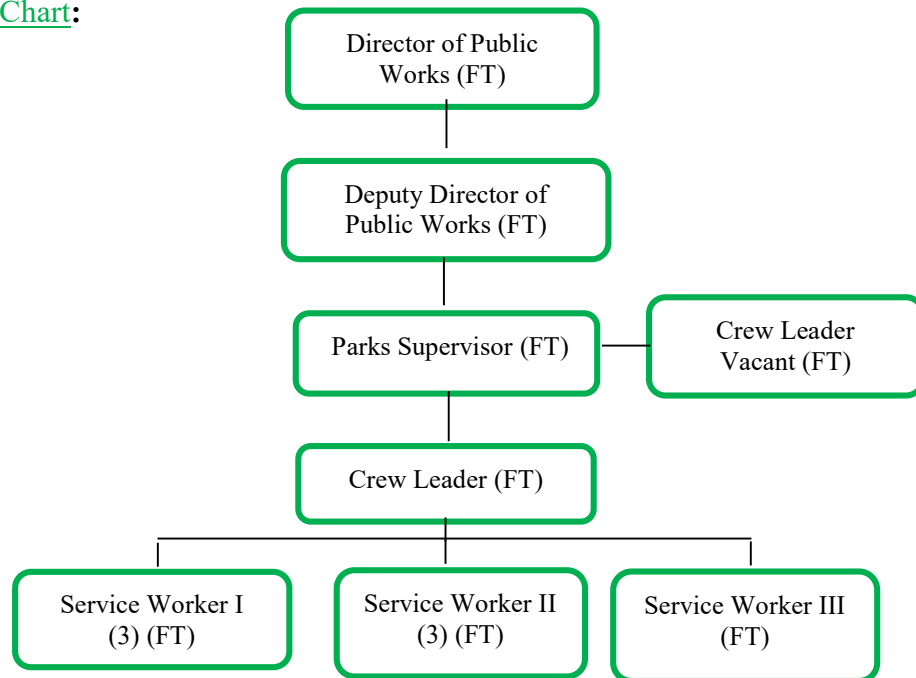 Chart:
Director of Public
Works (FT)
Deputy Director of
Public Works (FT)
Parks Supervisor (FT)
Crew Leader
Vacant (FT)
Crew Leader (FT)
Service Worker I
(3) (FT)
Service Worker II
(3) (FT)
Service Worker III
(FT)